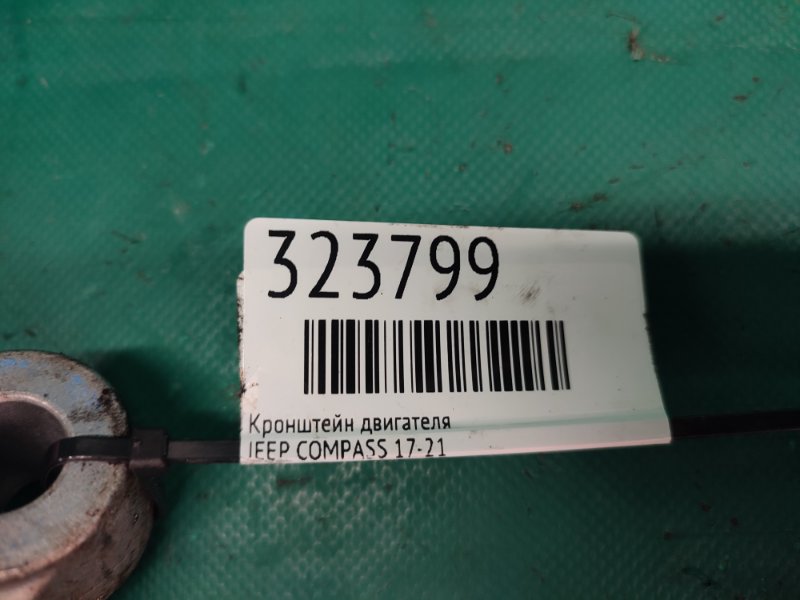 323799
Кронштейн двигателя
JEEP COMPASS 17-21